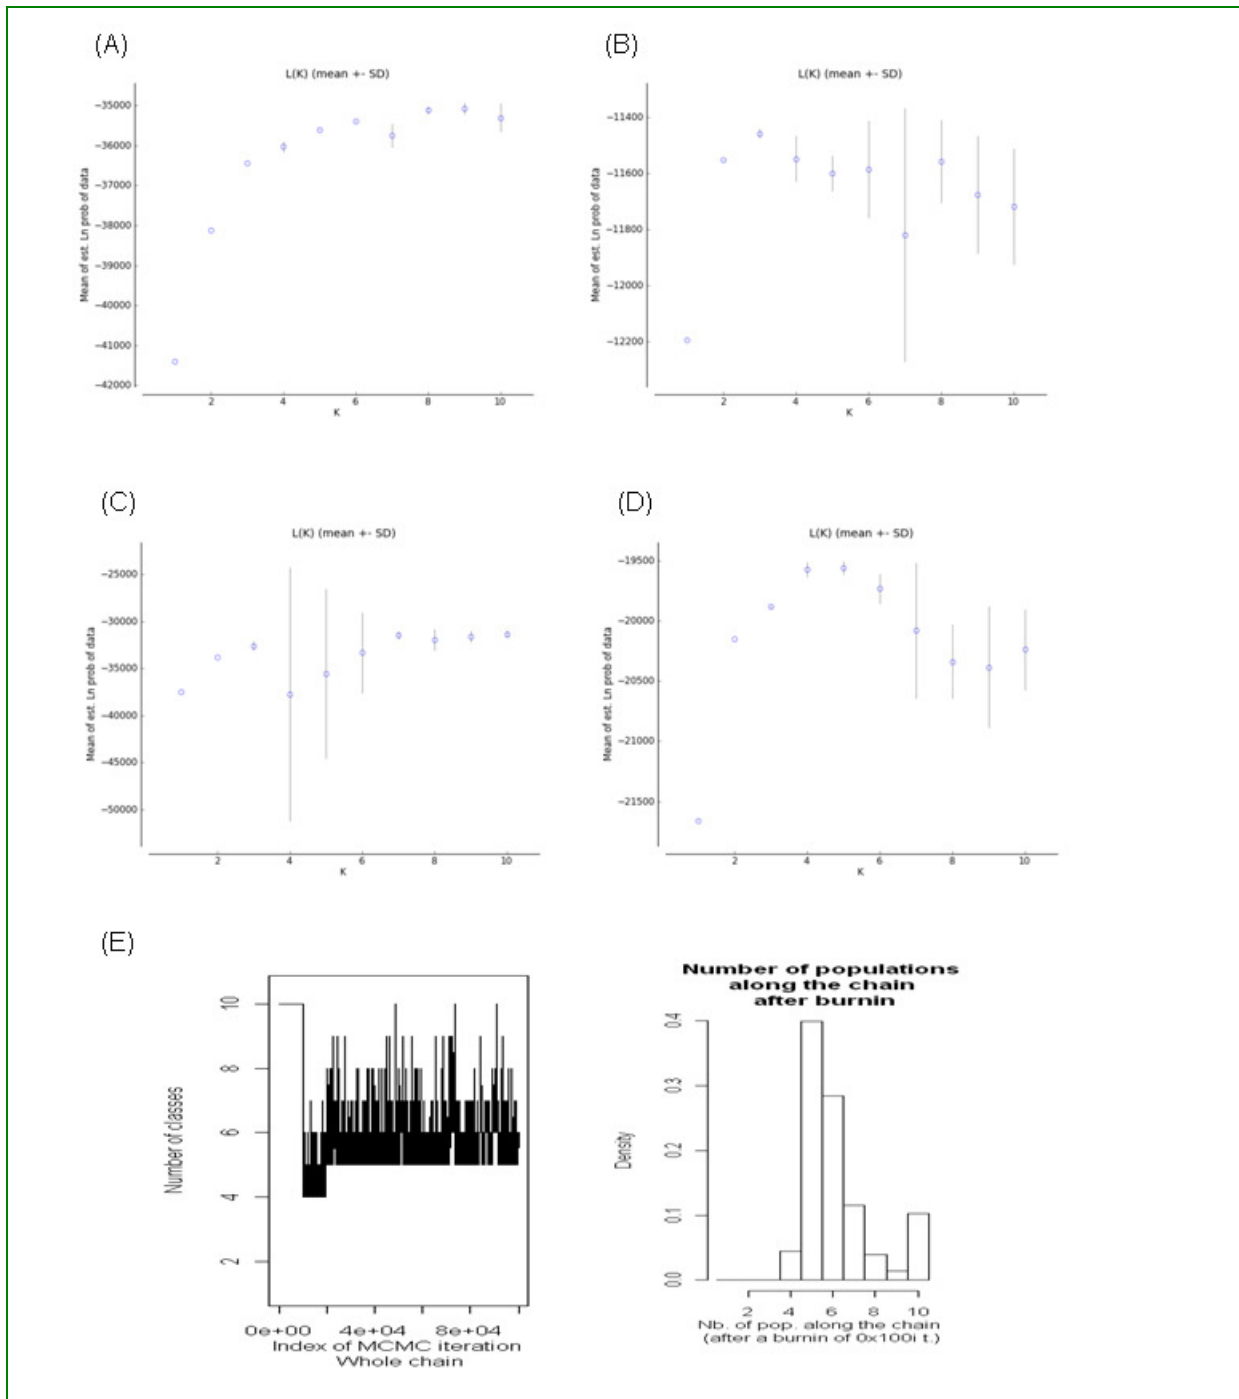 (A)
L(K) (mean +- SD)
Mean of est. Ln prob of data
−35000
−36000
−37000
−38000
−39000
−40000
−41000
−42000
2 4 6 8 10
K
(B)
L(K) (mean +- SD)
Mean of est. Ln prob of data
−11400
−11600
−11800
−12000
−12200
2 4 6 8 10
K
(C)
L(K) (mean +- SD)
Mean of est. Ln prob of data
−25000
−30000
−35000
−40000
−45000
−50000
2 4 6 8 10
K
(D)
L(K) (mean +- SD)
Mean of est. Ln prob of data
−19500
−20000
−20500
−21000
−21500
2 4 6 8 10
K
(E)
Number of classes
10
8
6
4
2
0e+00 4e+04 8e+04
Index of MCMC iteration
Whole chain
Number of populations
along the chain
after burnin
Density
0.4
0.3
0.2
0.1
0.0
2 4 6 8 10
Nb. of pop. along the chain
(after a burnin of 0x100i t.)